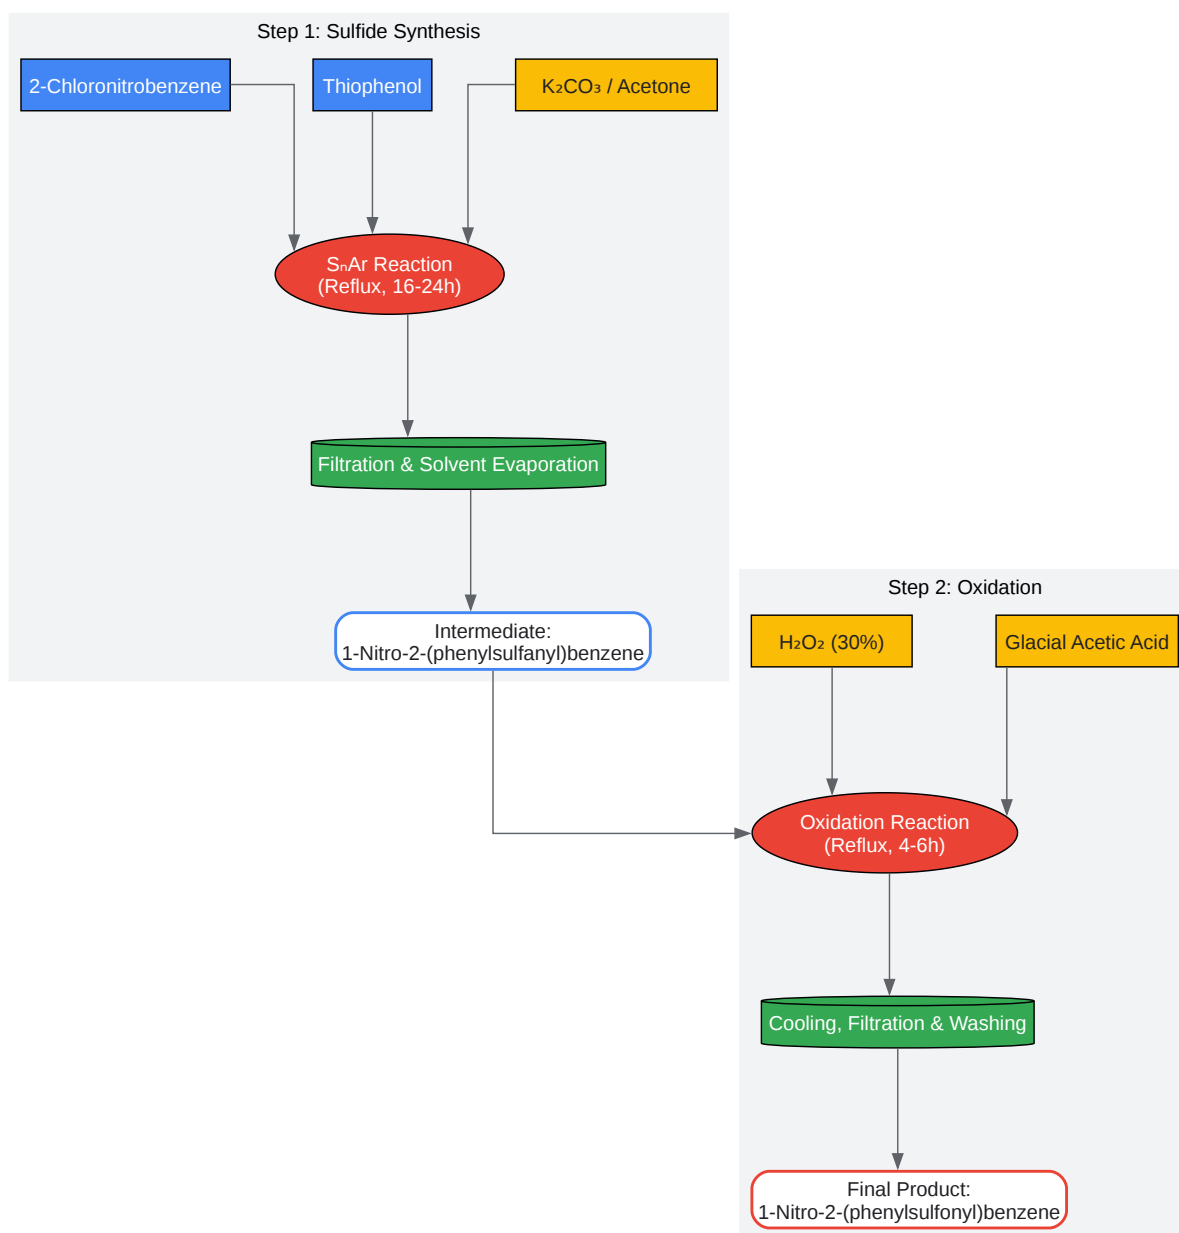 Step 1: Sulfide Synthesis
2-Chloronitrobenzene
Thiophenol
K₂CO₃ / Acetone
SₙAr Reaction
(Reflux, 16-24h)
Filtration & Solvent Evaporation
Intermediate:
1-Nitro-2-(phenylsulfanyl)benzene
Step 2: Oxidation
H₂O₂ (30%)
Glacial Acetic Acid
Oxidation Reaction
(Reflux, 4-6h)
Cooling, Filtration & Washing
Final Product:
1-Nitro-2-(phenylsulfonyl)benzene